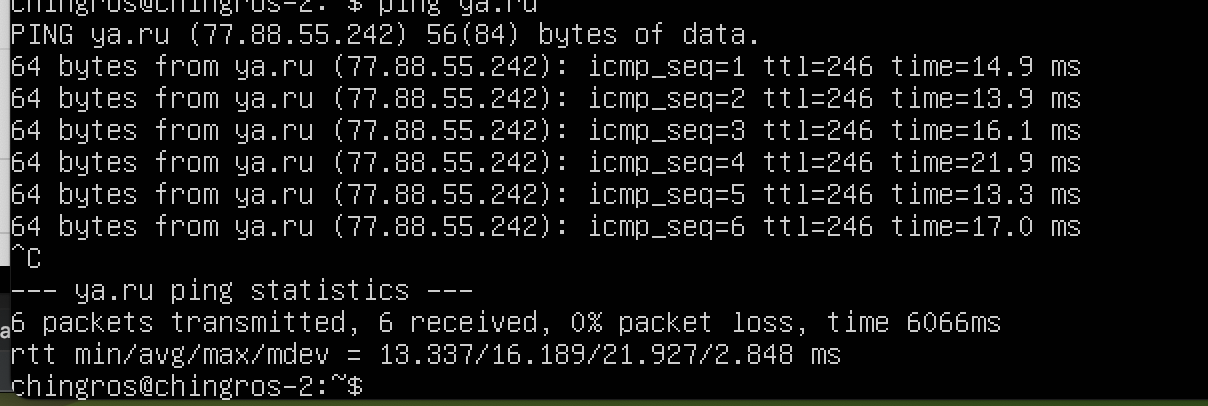 chingros@chingros-2:~$ ping ya.ru
PING ya.ru (77.88.55.242) 56(84) bytes of data.
64 bytes from ya.ru (77.88.55.242): icmp_seq=1 ttl=246 time=14.9 ms
64 bytes from ya.ru (77.88.55.242): icmp_seq=2 ttl=246 time=13.9 ms
64 bytes from ya.ru (77.88.55.242): icmp_seq=3 ttl=246 time=16.1 ms
64 bytes from ya.ru (77.88.55.242): icmp_seq=4 ttl=246 time=21.9 ms
64 bytes from ya.ru (77.88.55.242): icmp_seq=5 ttl=246 time=13.3 ms
64 bytes from ya.ru (77.88.55.242): icmp_seq=6 ttl=246 time=17.0 ms
^C
--- ya.ru ping statistics ---
6 packets transmitted, 6 received, 0% packet loss, time 6066ms
rtt min/avg/max/mdev = 13.337/16.189/21.927/2.848 ms
chingros@chingros-2:~$